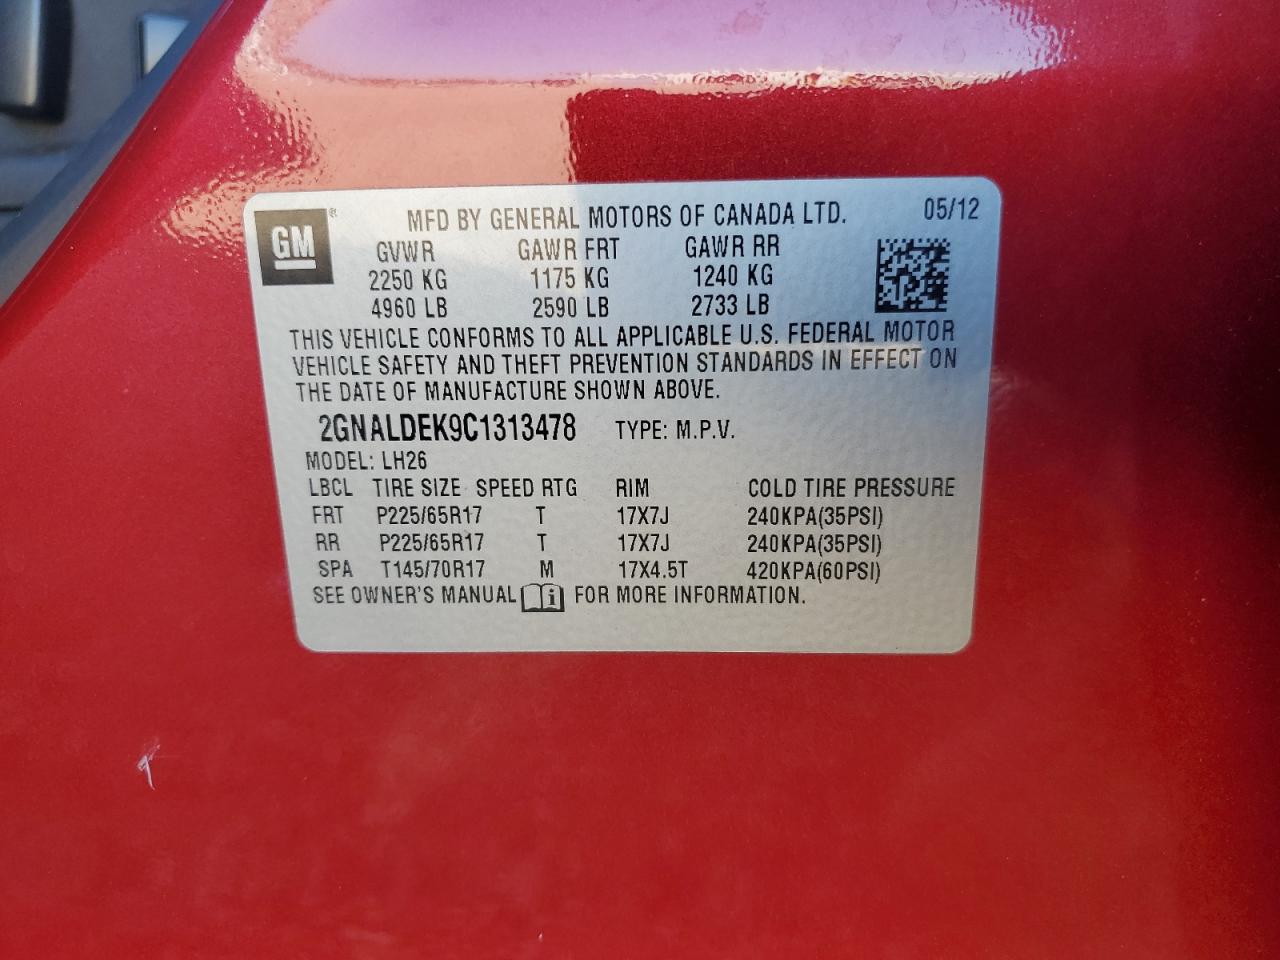 GM ®
MFD BY GENERAL MOTORS OF CANADA LTD. 05/12
GVWR GAWR FRT GAWR RR
2250 KG 1175 KG 1240 KG
4960 LB 2590 LB 2733 LB
THIS VEHICLE CONFORMS TO ALL APPLICABLE U.S. FEDERAL MOTOR
VEHICLE SAFETY AND THEFT PREVENTION STANDARDS IN EFFECT ON
THE DATE OF MANUFACTURE SHOWN ABOVE.
2GNALDEK9C1313478 TYPE: M.P.V.
MODEL: LH26
LBCL TIRE SIZE SPEED RTG RIM COLD TIRE PRESSURE
FRT P225/65R17 T 17X7J 240KPA(35PSI)
RR P225/65R17 T 17X7J 240KPA(35PSI)
SPA T145/70R17 M 17X4.5T 420KPA(60PSI)
SEE OWNER'S MANUAL i FOR MORE INFORMATION.